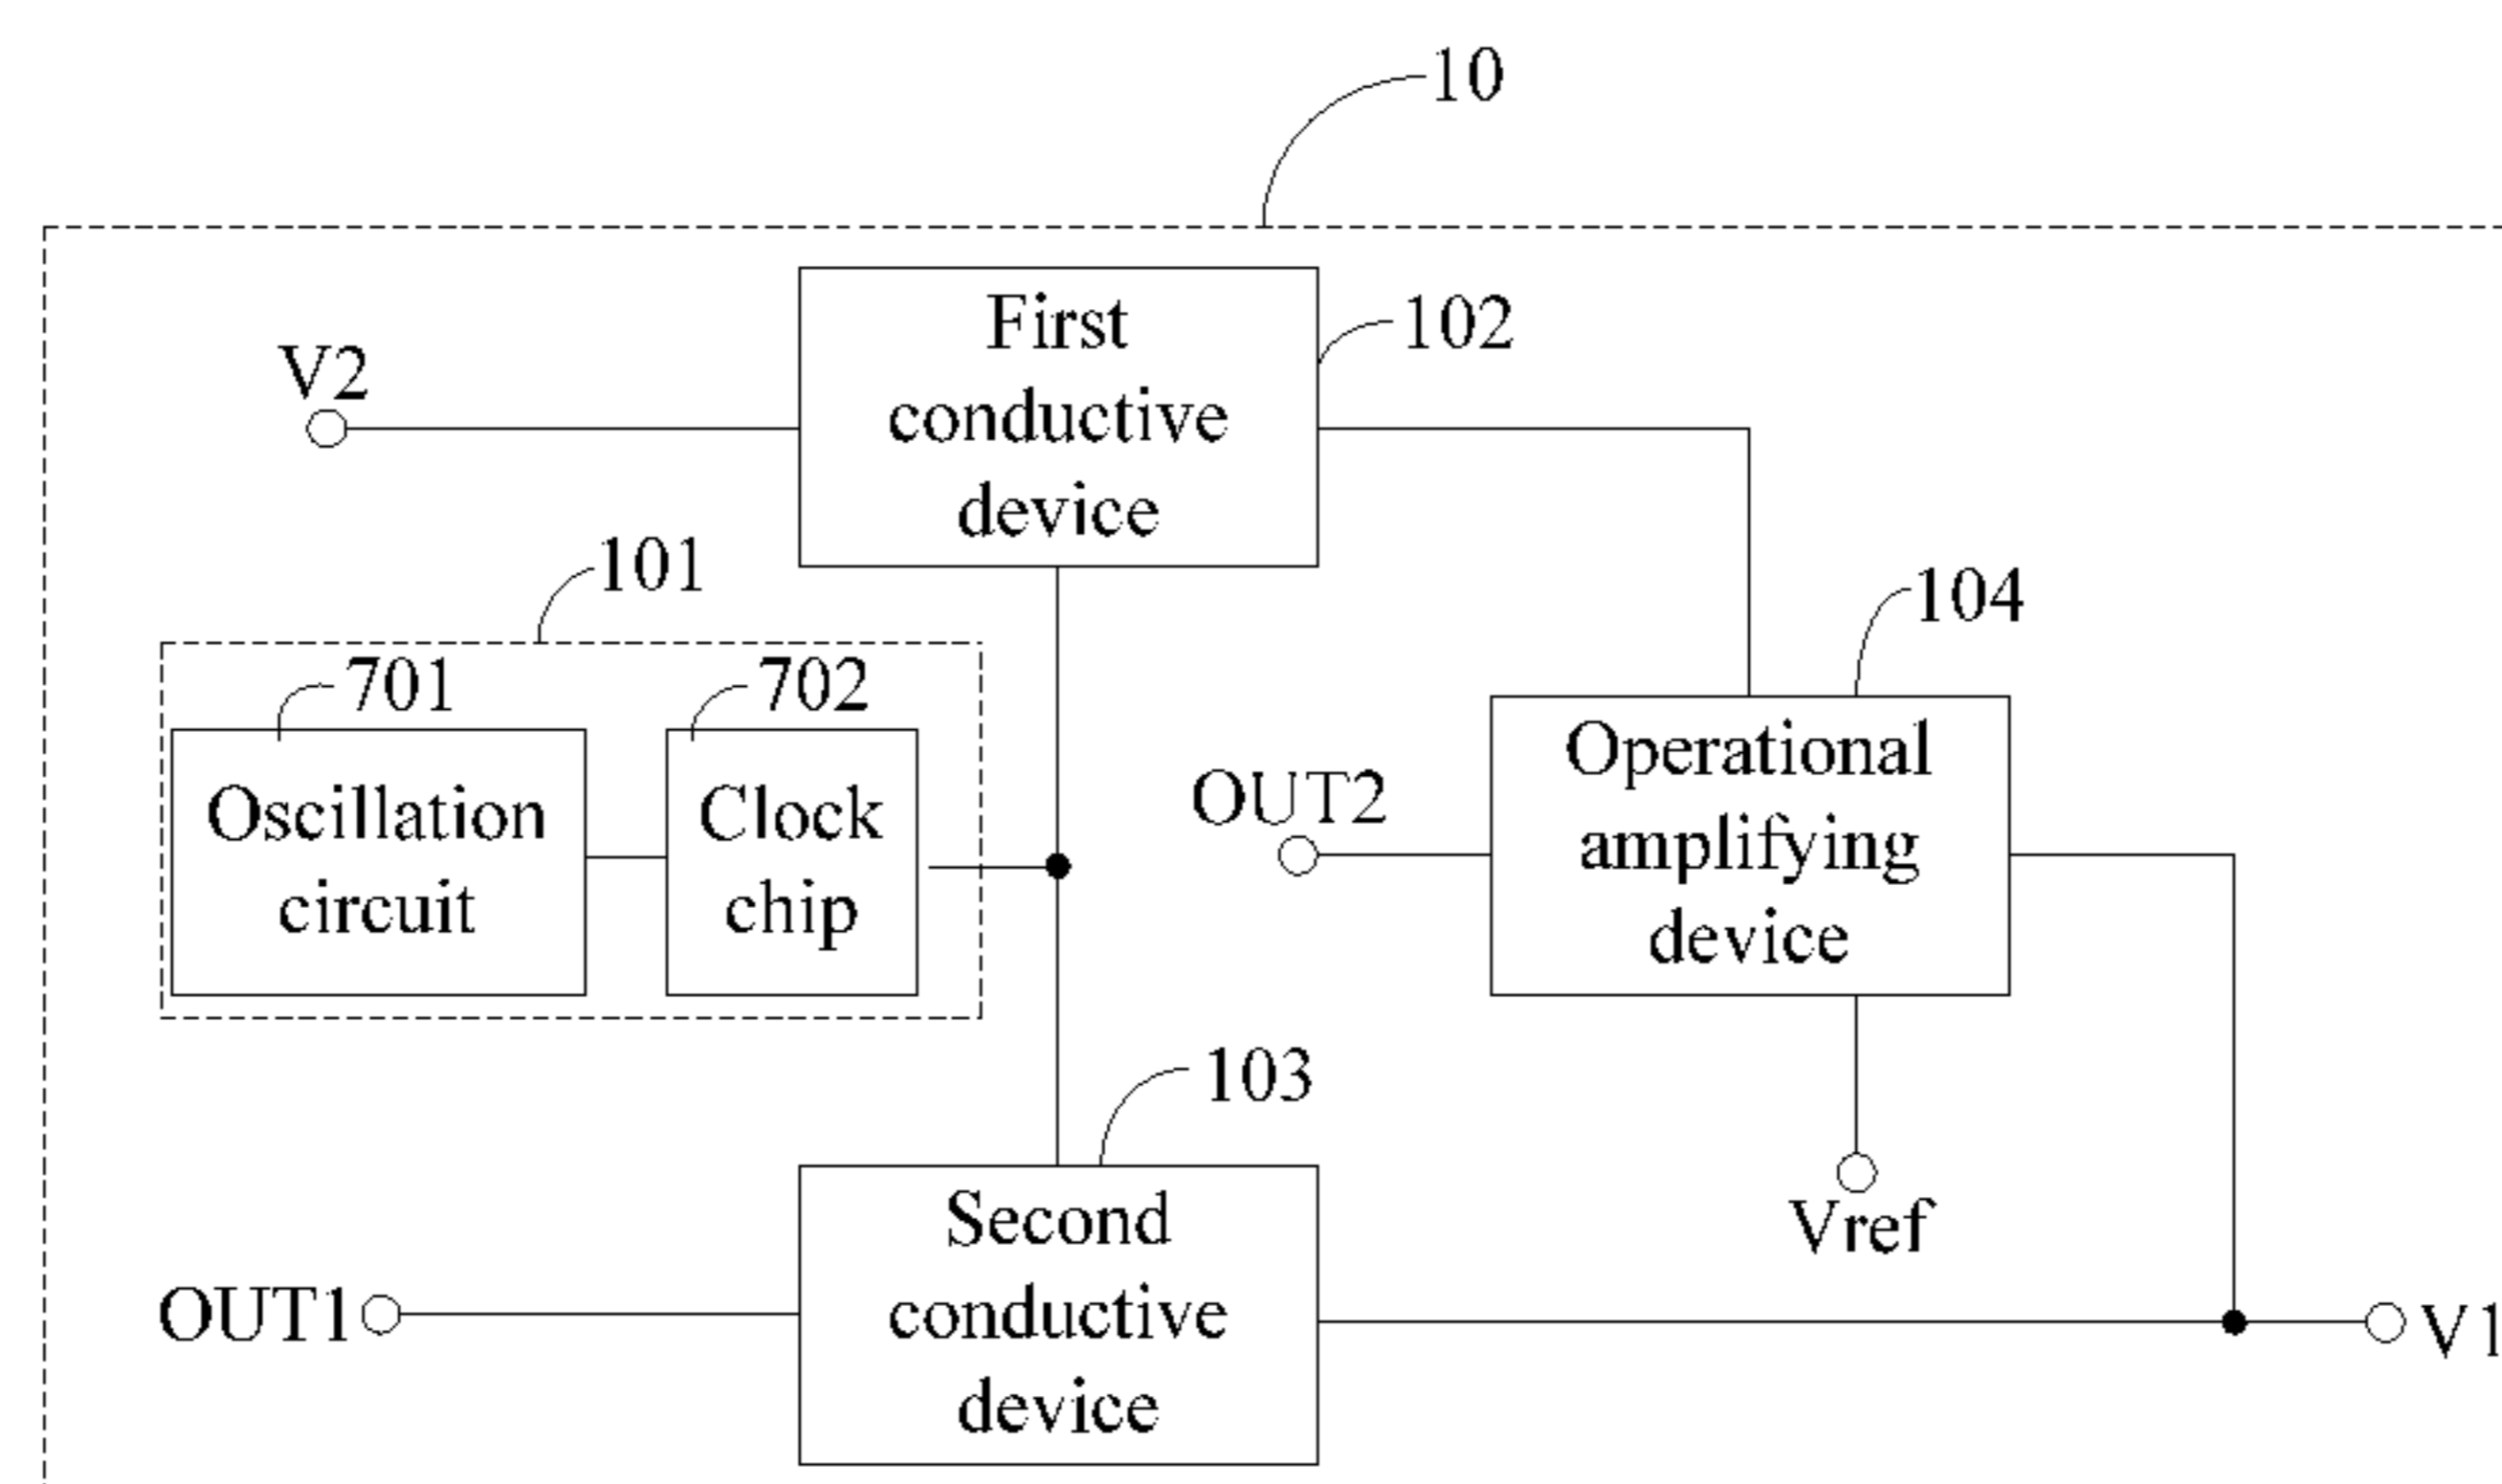 10
First
conductive
device
102
V2
101
104
701
702
Oscillation
circuit
Clock
chip
OUT2
Operational
amplifying
device
103
Vref
Second
conductive
device
OUT1
V1